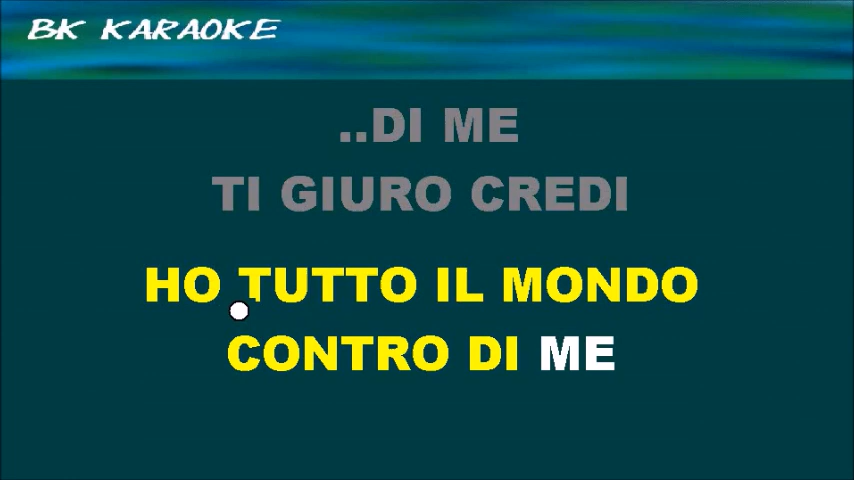 BK KARAOKE
..DI ME
TI GIURO CREDI
HO TUTTO IL MONDO
CONTRO DI ME